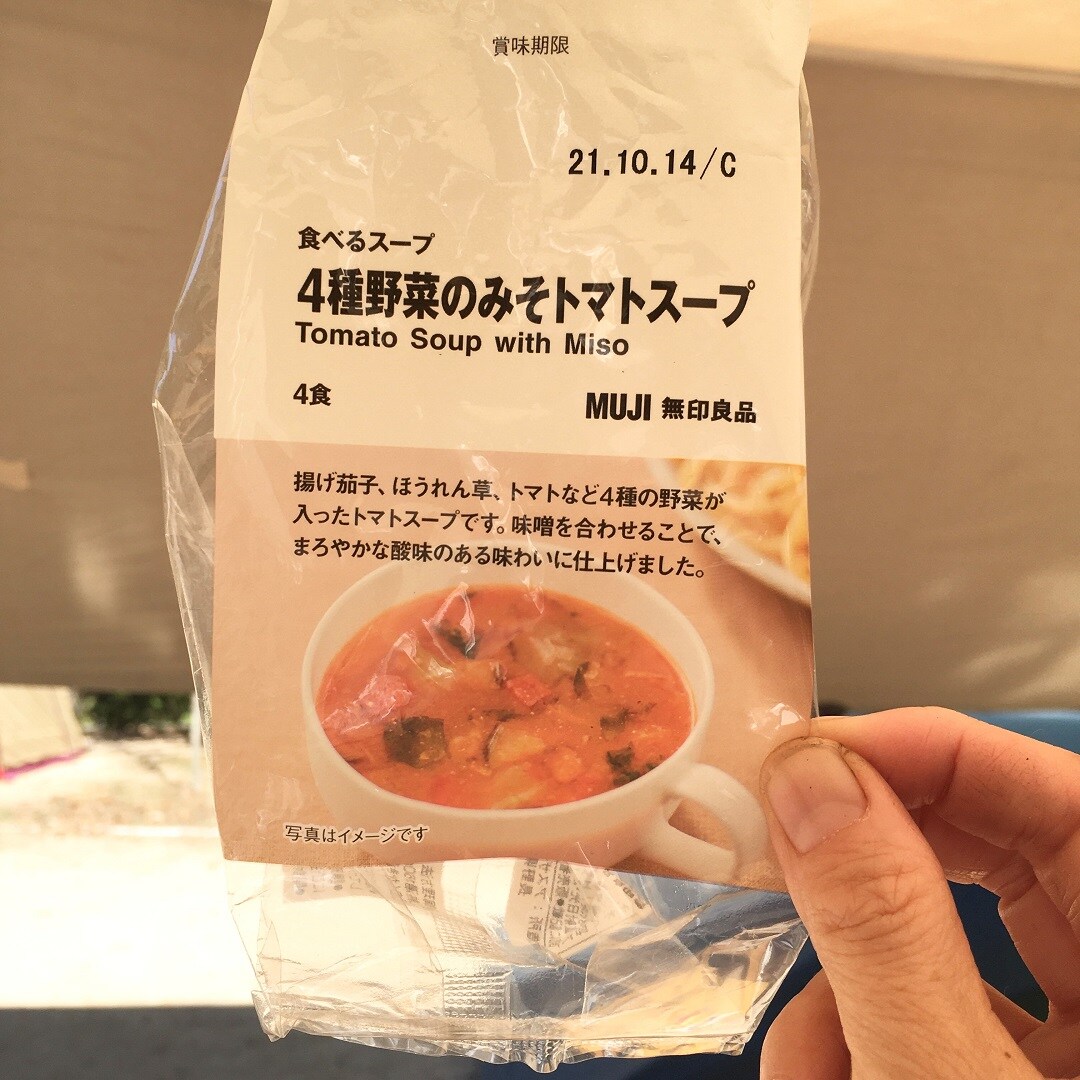 賞味期限
21.10.14/C
食べるスープ
4種野菜のみそトマトスープ
Tomato Soup with Miso
4食
MUJI 無印良品
揚げ茄子、ほうれん草、トマトなど4種の野菜が
入ったトマトスープです。味噌を合わせることで、
まろやかな酸味のある味わいに仕上げました。
写真はイメージです